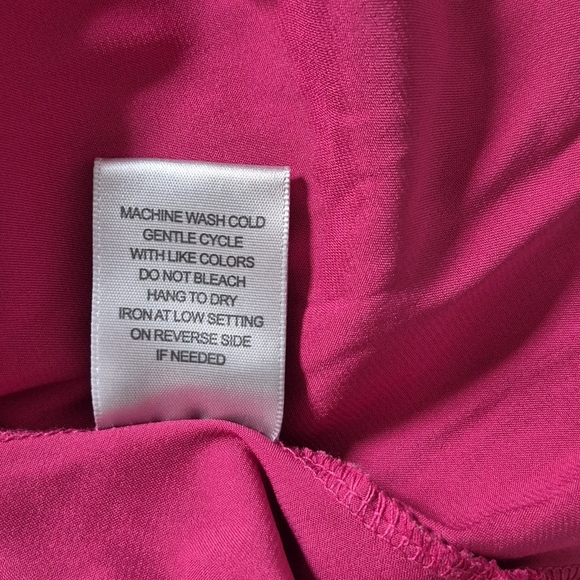 MACHINE WASH COLD
GENTLE CYCLE
WITH LIKE COLORS
DO NOT BLEACH
HANG TO DRY
IRON AT LOW SETTING
ON REVERSE SIDE
IF NEEDED